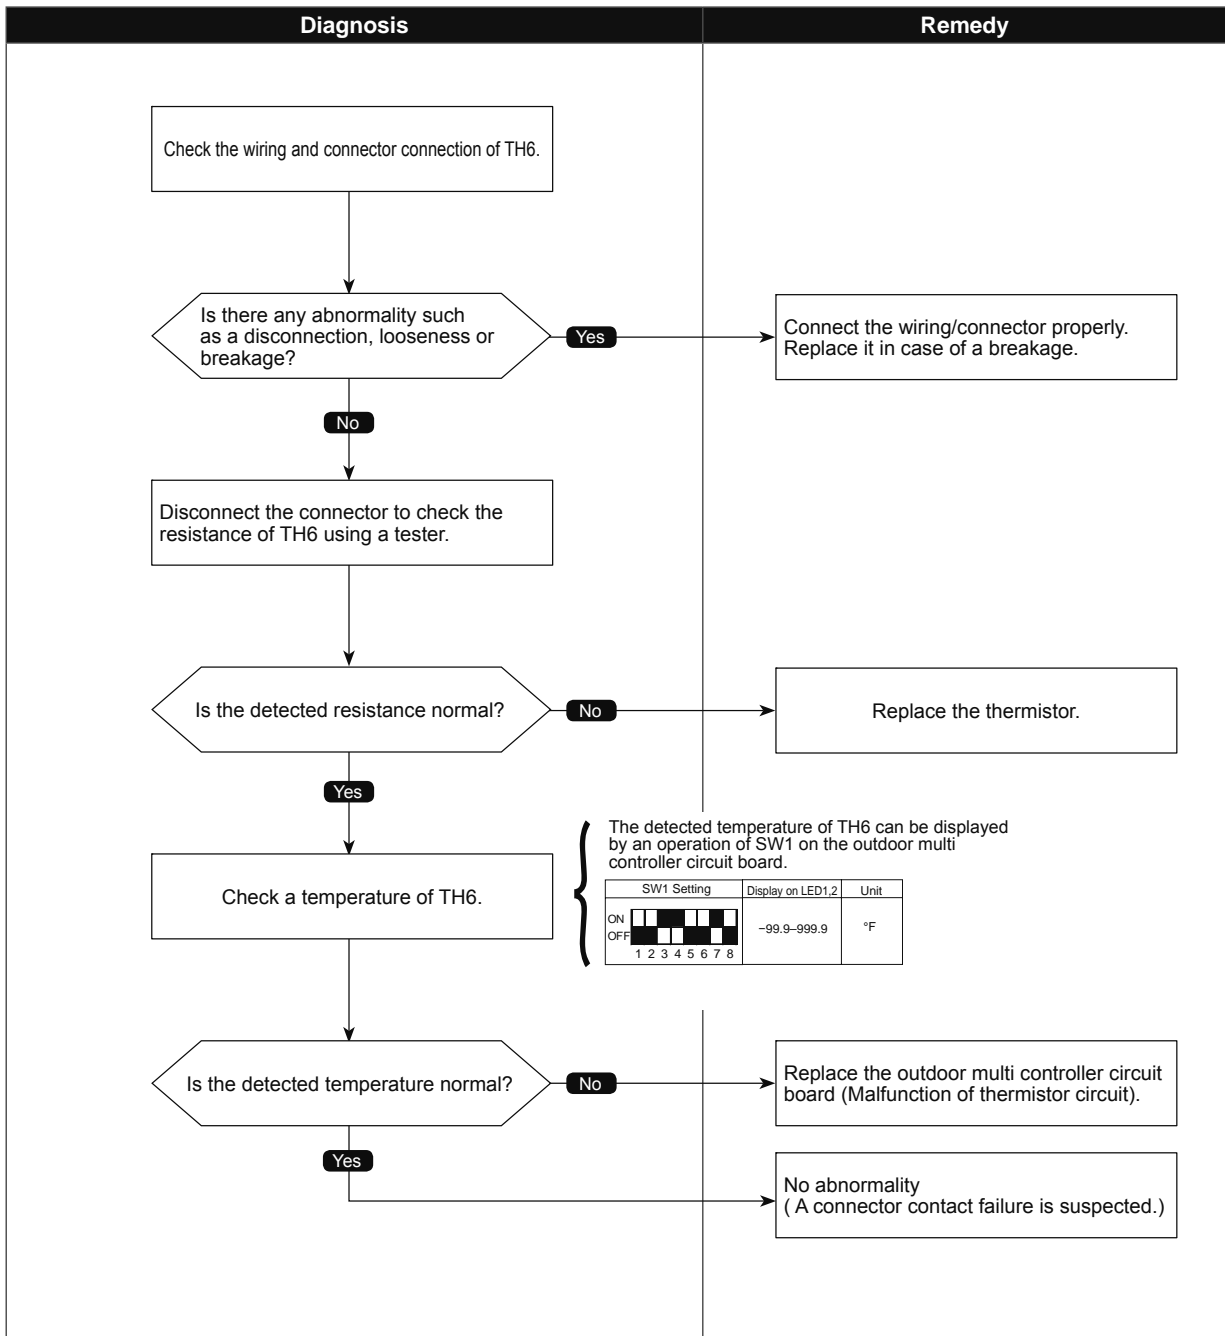 Diagnosis
Remedy
Check the wiring and connector connection of TH6.
Is there any abnormality such
as a disconnection, looseness or
breakage?
Yes
Connect the wiring/connector properly.
Replace it in case of a breakage.
No
Disconnect the connector to check the
resistance of TH6 using a tester.
Is the detected resistance normal?
No
Replace the thermistor.
Yes
The detected temperature of TH6 can be displayed
by an operation of SW1 on the outdoor multi
controller circuit board.
Check a temperature of TH6.
SW1 Setting
Display on LED1,2
Unit
ON
OFF
1 2 3 4 5 6 7 8
−99.9–999.9
°F
Is the detected temperature normal?
No
Replace the outdoor multi controller circuit
board (Malfunction of thermistor circuit).
Yes
No abnormality
( A connector contact failure is suspected.)